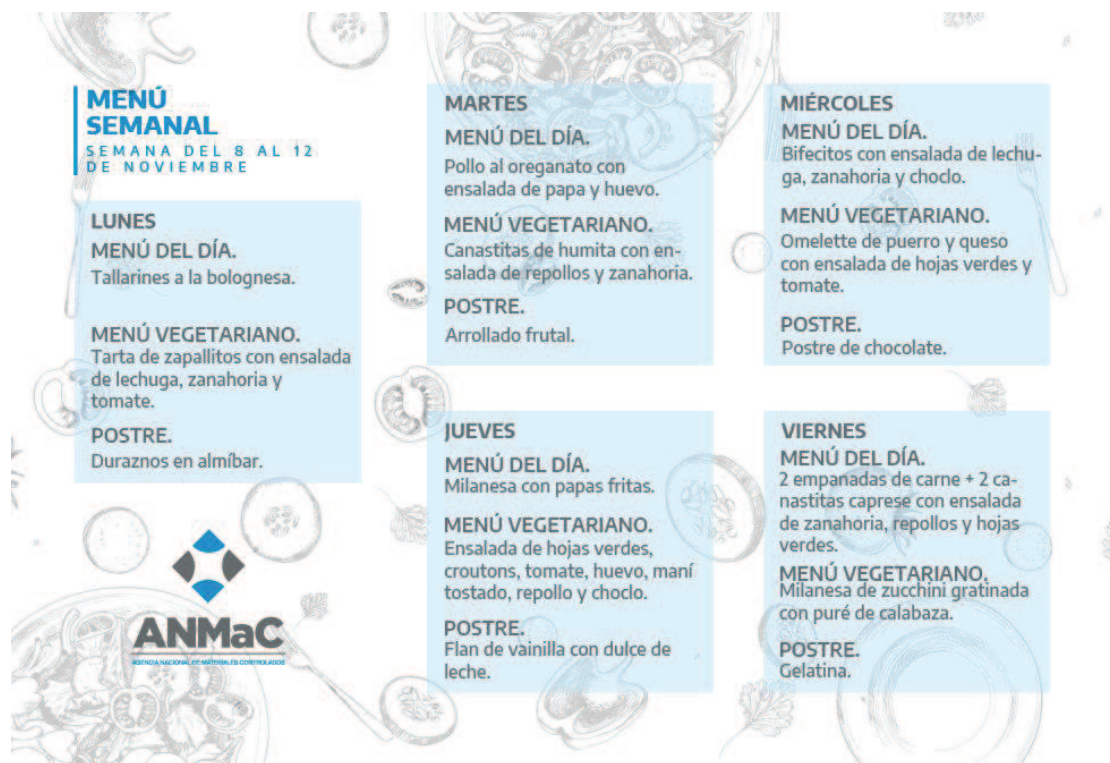 MENÚ
SEMANAL
SEMANA DEL 8 AL 12
DE NOVIEMBRE
LUNES
MENÚ DEL DÍA.
Tallarines a la bolognesa.
MENÚ VEGETARIANO.
Tarta de zapallitos con ensalada
de lechuga, zanahoria y
tomate.
POSTRE.
Duraznos en almíbar.
MARTES
MENÚ DEL DÍA.
Pollo al oreganato con
ensalada de papa y huevo.
MENÚ VEGETARIANO.
Canastitas de humita con en-
salada de repollos y zanahoria.
POSTRE.
Arrollado frutal.
MIÉRCOLES
MENÚ DEL DÍA.
Bifecitos con ensalada de lechu-
ga, zanahoria y choclo.
MENÚ VEGETARIANO.
Omelette de puerro y queso
con ensalada de hojas verdes y
tomate.
POSTRE.
Postre de chocolate.
JUEVES
MENÚ DEL DÍA.
Milanesa con papas fritas.
MENÚ VEGETARIANO.
Ensalada de hojas verdes,
croutons, tomate, huevo, maní
tostado, repollo y choclo.
POSTRE.
Flan de vainilla con dulce de
leche.
VIERNES
MENÚ DEL DÍA.
2 empanadas de carne + 2 ca-
nastitas caprese con ensalada
de zanahoria, repollos y hojas
verdes.
MENÚ VEGETARIANO.
Milanesa de zucchini gratinada
con puré de calabaza.
POSTRE.
Gelatina.
ANMaC
AGENCIA NACIONAL DE MATERIALES CONTROLADOS